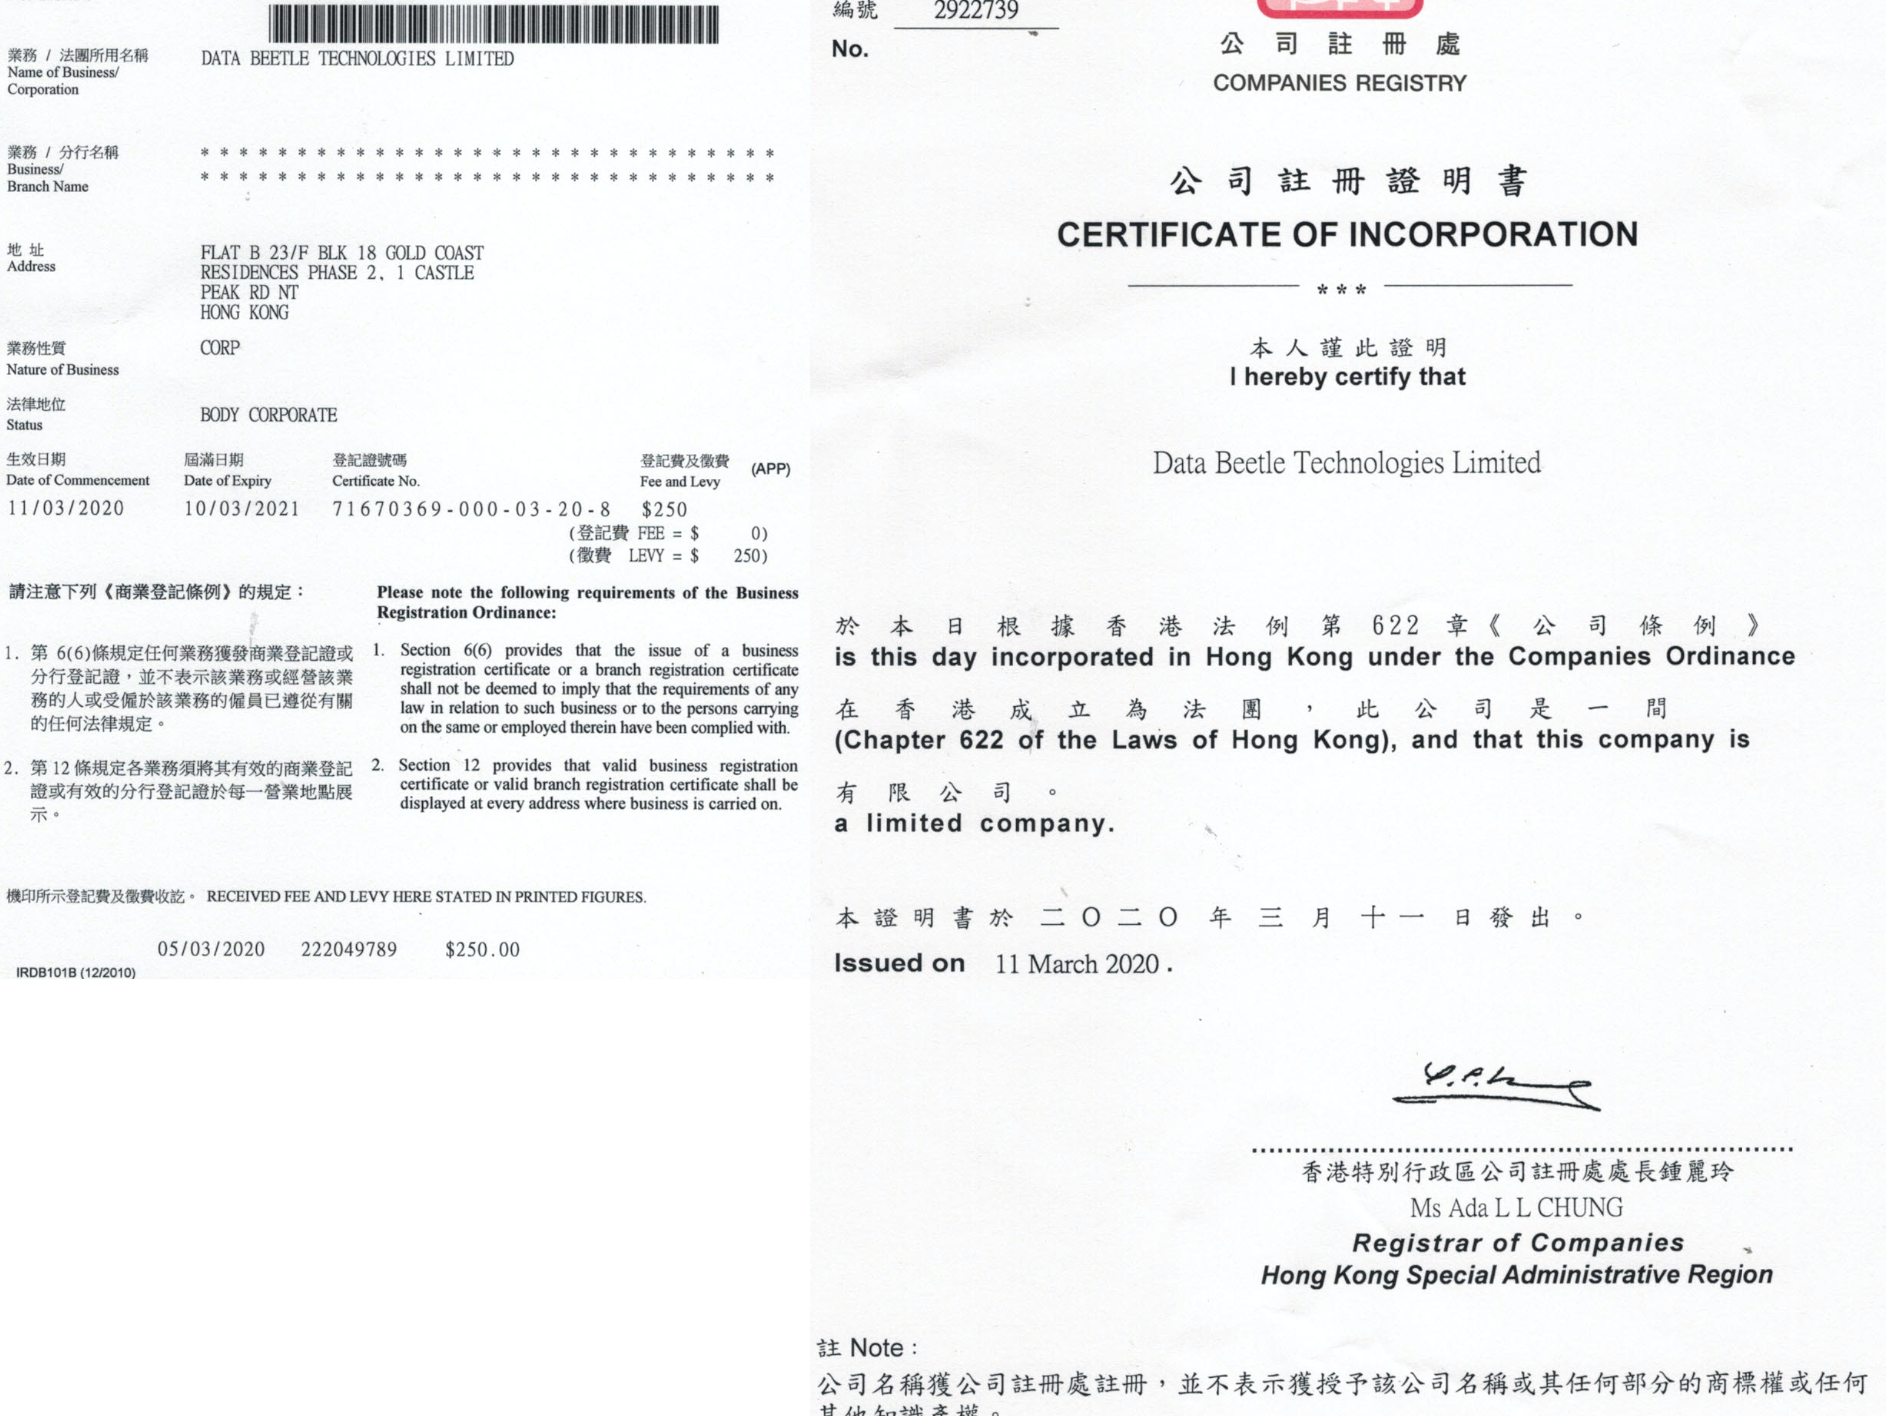 業務 / 法團所用名稱
Name of Business/
Corporation
DATA BEETLE TECHNOLOGIES LIMITED
業務 / 分行名稱
Business/
Branch Name
* * * * * * * * * * * * * * * * * * * * * * * * * * * * * *
* * * * * * * * * * * * * * * * * * * * * * * * * * * * * *
地 址
Address
FLAT B 23/F BLK 18 GOLD COAST
RESIDENCES PHASE 2, 1 CASTLE
PEAK RD NT
HONG KONG
業務性質
Nature of Business
CORP
法律地位
Status
BODY CORPORATE
生效日期 屆滿日期 登記證號碼 登記費及徵費 (APP)
Date of Commencement Date of Expiry Certificate No. Fee and Levy
11/03/2020 10/03/2021 71670369-000-03-20-8 $250
(登記費 FEE = $ 0)
(徵費 LEVY = $ 250)
請注意下列《商業登記條例》的規定：
1. 第 6(6)條規定任何業務獲發商業登記證或
分行登記證，並不表示該業務或經營該業
務的人或受僱於該業務的僱員已遵從有關
的任何法律規定。
2. 第 12 條規定各業務須將其有效的商業登記
證或有效的分行登記證於每一營業地點展
示。
Please note the following requirements of the Business
Registration Ordinance:
1. Section 6(6) provides that the issue of a business
registration certificate or a branch registration certificate
shall not be deemed to imply that the requirements of any
law in relation to such business or to the persons carrying
on the same or employed therein have been complied with.
2. Section 12 provides that valid business registration
certificate or valid branch registration certificate shall be
displayed at every address where business is carried on.
機印所示登記費及徵費收訖。 RECEIVED FEE AND LEVY HERE STATED IN PRINTED FIGURES.
05/03/2020 222049789 $250.00
IRDB101B (12/2010)
編號 2922739
No.
公司註冊處
COMPANIES REGISTRY
公司註冊證明書
CERTIFICATE OF INCORPORATION
* * *
本人謹此證明
I hereby certify that
Data Beetle Technologies Limited
於本日根據香港法例第622章《公司條例》
is this day incorporated in Hong Kong under the Companies Ordinance
在香港成立為法團，此公司是一間
(Chapter 622 of the Laws of Hong Kong), and that this company is
有限公司。
a limited company.
本證明書於二〇二〇年三月十一日發出。
Issued on 11 March 2020 .
香港特別行政區公司註冊處處長鍾麗玲
Ms Ada L L CHUNG
Registrar of Companies
Hong Kong Special Administrative Region
註 Note :
公司名稱獲公司註冊處註冊，並不表示獲授予該公司名稱或其任何部分的商標權或任何
其他知識產權。